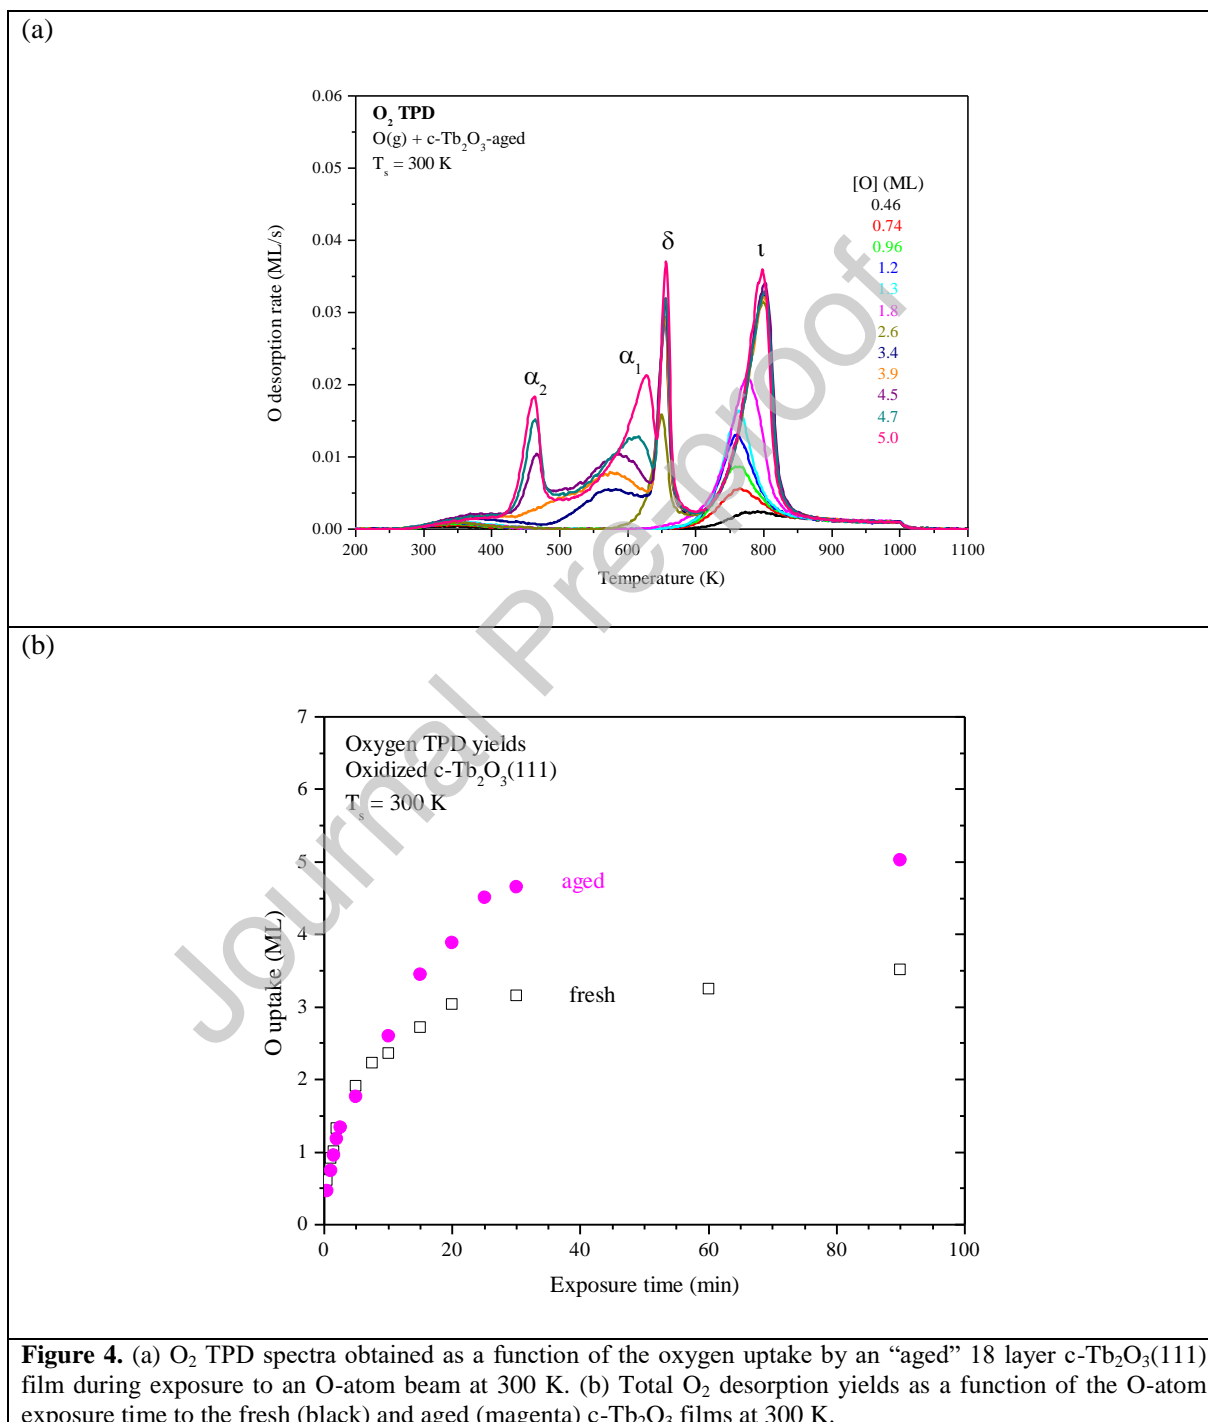 (a)
0.06
0.05
0.04
0.03
0.02
0.01
0.00
O desorption rate (ML/s)
O₂ TPD
O(g) + c-Tb₂O₃-aged
Tₛ = 300 K
[O] (ML)
0.46
0.74
0.96
1.2
1.3
1.8
2.6
3.4
3.9
4.5
4.7
5.0
α₂
α₁
δ
ι
200 300 400 500 600 700 800 900 1000 1100
Temperature (K)
(b)
7
6
5
4
3
2
1
0
O uptake (ML)
Oxygen TPD yields
Oxidized c-Tb₂O₃(111)
Tₛ = 300 K
aged
fresh
0 20 40 60 80 100
Exposure time (min)
Journal Pre-proof
Figure 4. (a) O₂ TPD spectra obtained as a function of the oxygen uptake by an “aged” 18 layer c-Tb₂O₃(111)
film during exposure to an O-atom beam at 300 K. (b) Total O₂ desorption yields as a function of the O-atom
exposure time to the fresh (black) and aged (magenta) c-Tb₂O₃ films at 300 K.